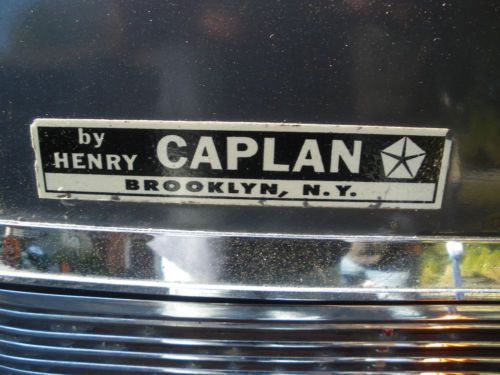 by
HENRY CAPLAN
BROOKLYN, N.Y.